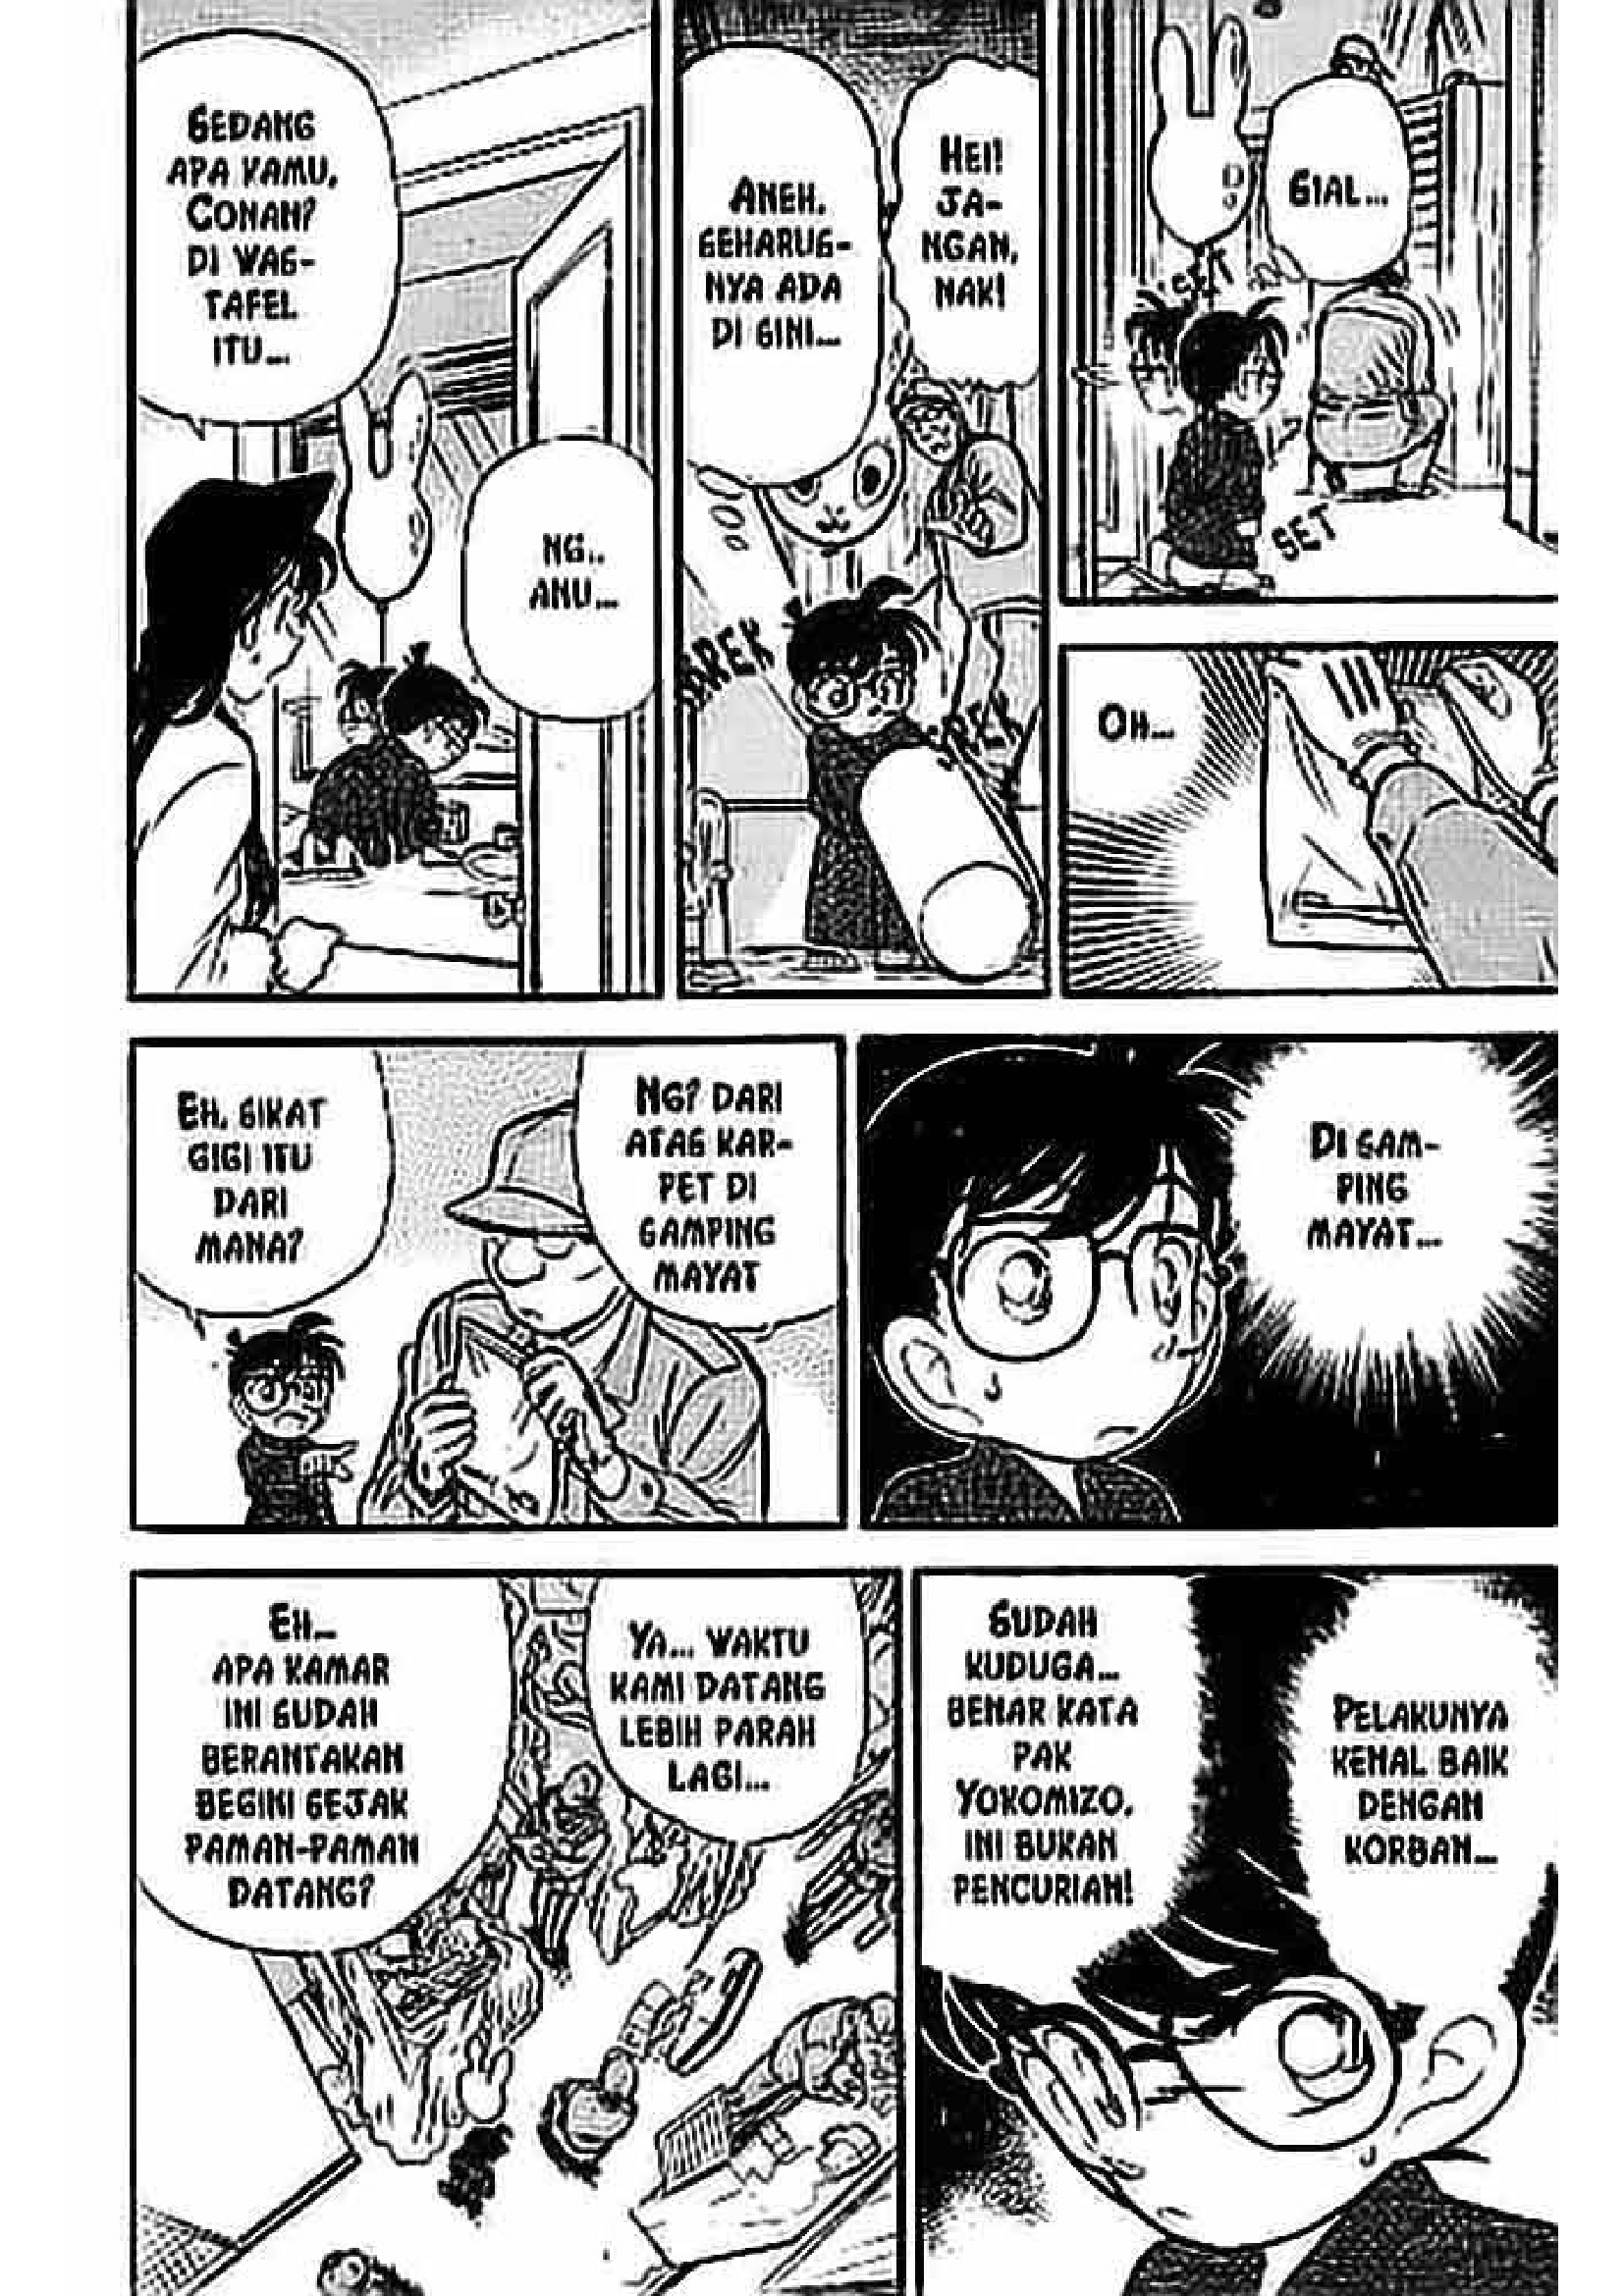 SEDANG
APA KAMU,
CONAN?
DI WAS-
TAFEL
ITU...
NG..
ANU...
ANEH,
SEHARUS-
NYA ADA
DI SINI...
HEI!
JA-
NGAN,
NAK!
SREK
SREK
SIAL...
SET
SET
OH...
EH, SIKAT
GIGI ITU
DARI
MANA?
NG? DARI
ATAS KAR-
PET DI
SAMPING
MAYAT
DI SAM-
PING
MAYAT...
EH...
APA KAMAR
INI SUDAH
BERANTAKAN
BEGINI SEJAK
PAMAN-PAMAN
DATANG?
YA... WAKTU
KAMI DATANG
LEBIH PARAH
LAGI...
SUDAH
KUDUGA...
BENAR KATA
PAK
YOKOMIZO,
INI BUKAN
PENCURIAN!
PELAKUNYA
KENAL BAIK
DENGAN
KORBAN...